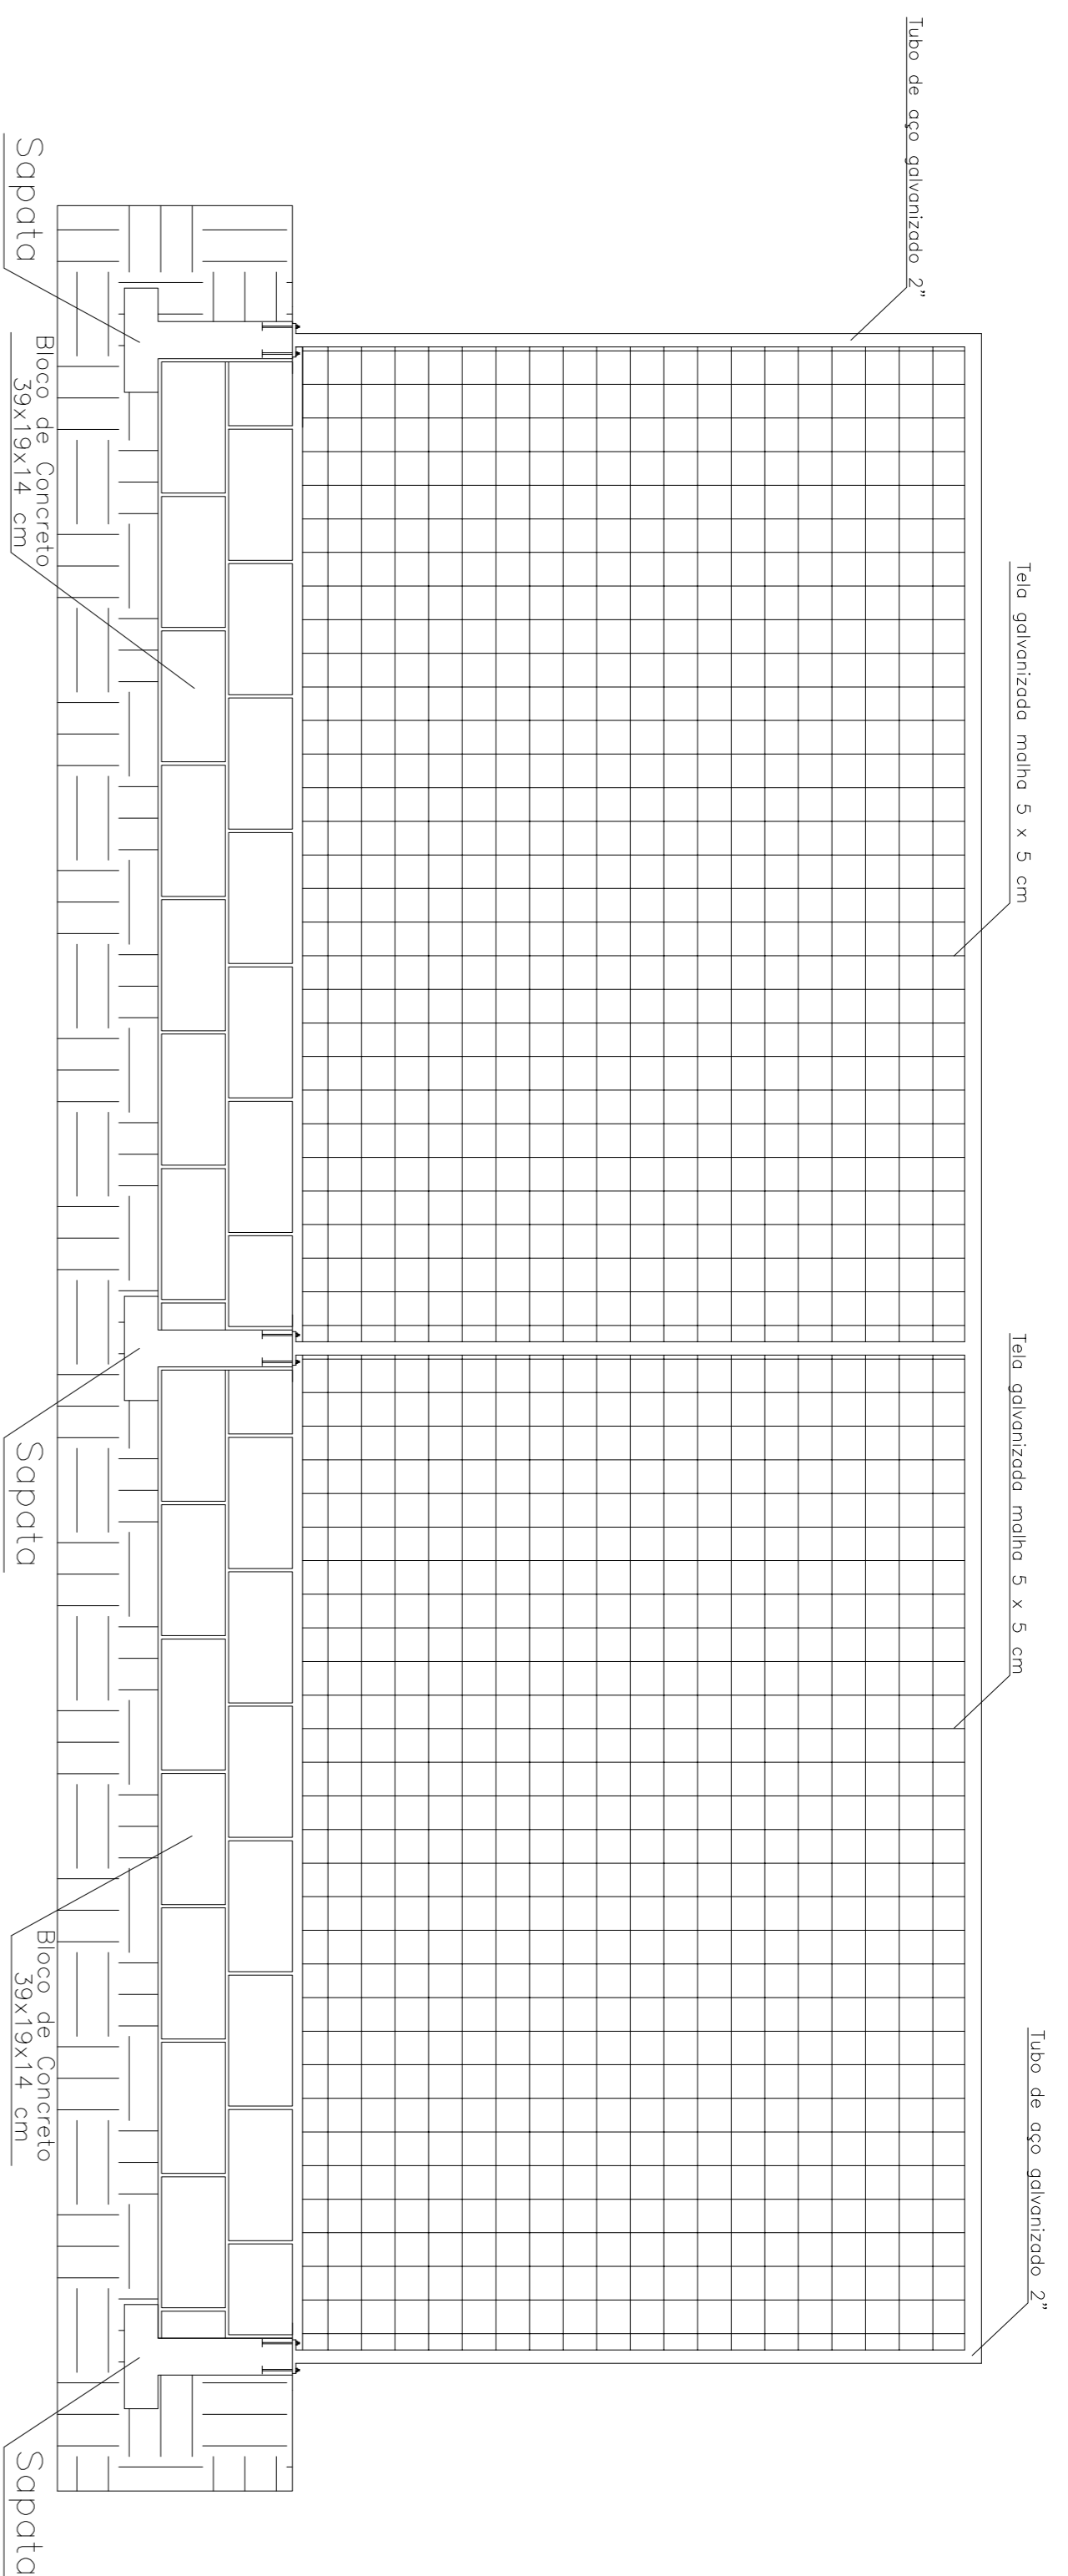 Tubo de aço galvanizado 2"
Tela galvanizada malha 5 x 5 cm
Tela galvanizada malha 5 x 5 cm
Tubo de aço galvanizado 2"
Sapata
Bloco de Concreto
39x19x14 cm
Sapata
Bloco de Concreto
39x19x14 cm
Sapata